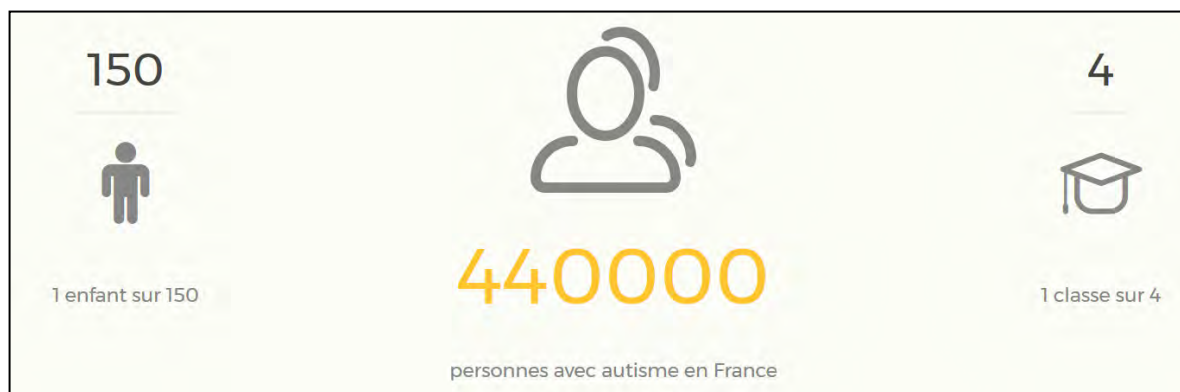 150
1 enfant sur 150
440000
personnes avec autisme en France
4
1 classe sur 4